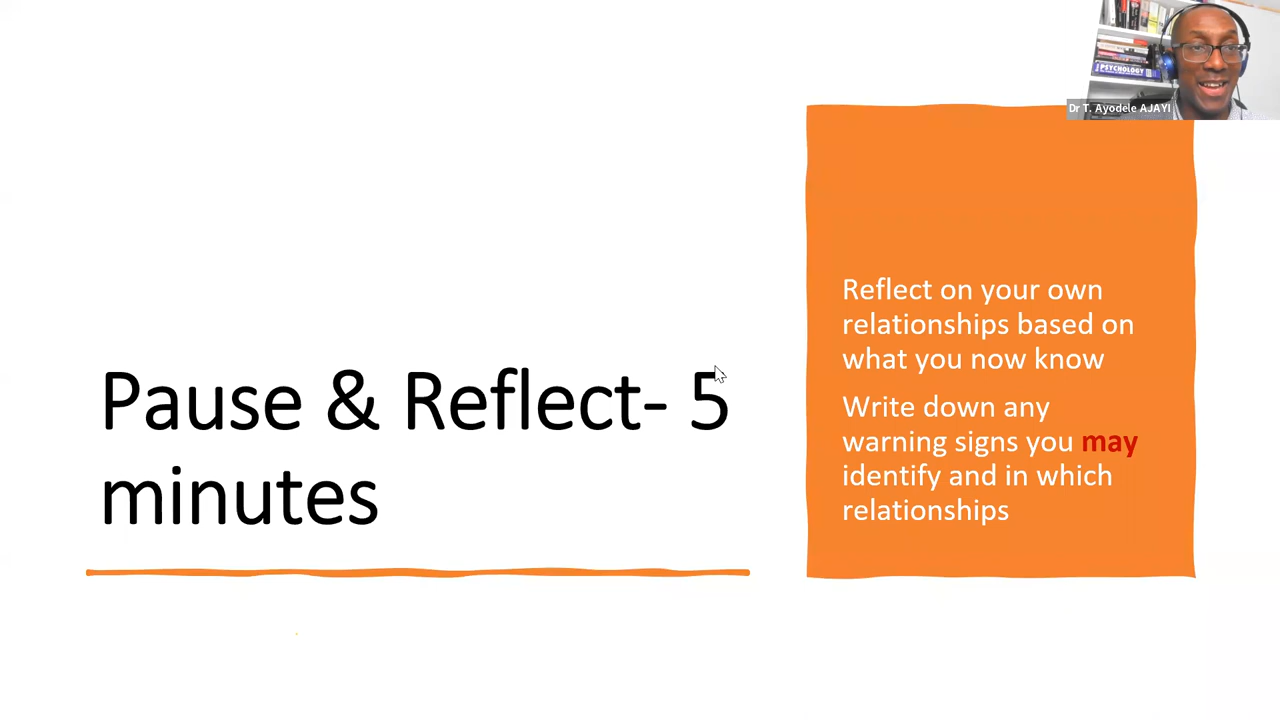 PSYCHOLOGY
Dr T. Ayodele AJAYI
Pause & Reflect- 5
minutes
Reflect on your own
relationships based on
what you now know
Write down any
warning signs you may
identify and in which
relationships